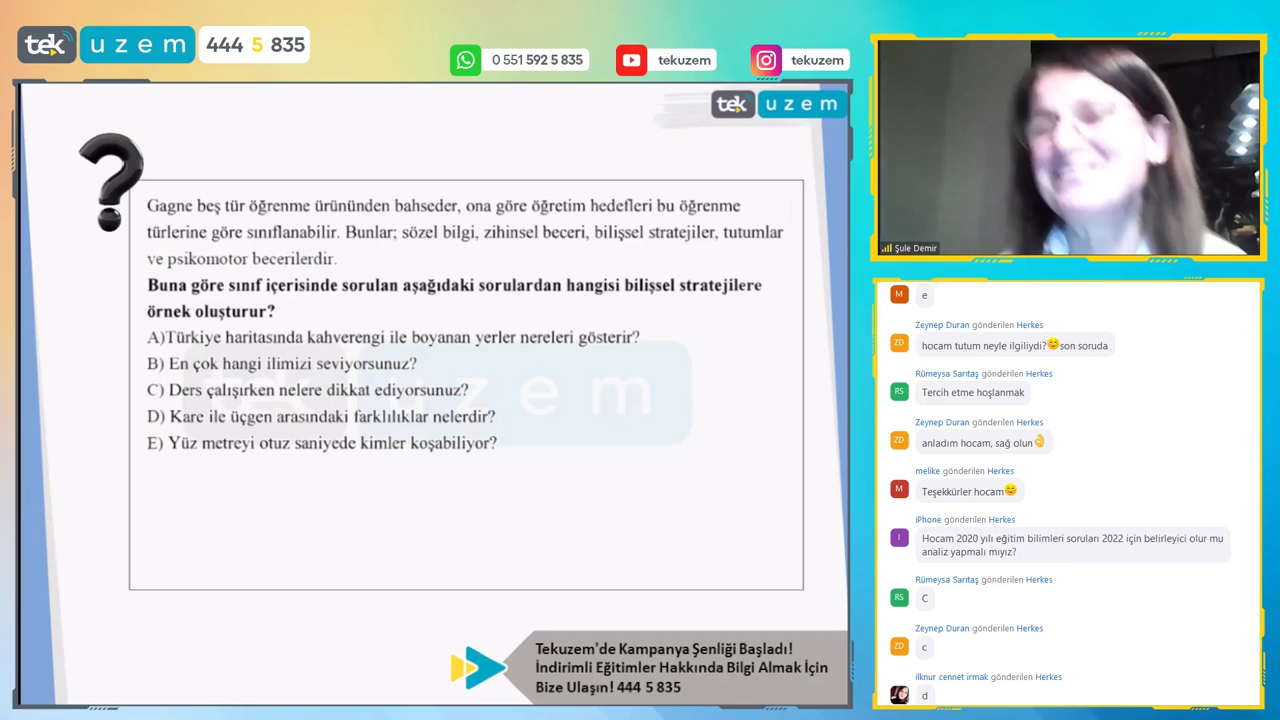 tek uzem 444 5 835
0 551 592 5 835
tekuzem
tekuzem
tek uzem
Gagne beş tür öğrenme ürününden bahseder, ona göre öğretim hedefleri bu öğrenme
türlerine göre sınıflanabilir. Bunlar; sözel bilgi, zihinsel beceri, bilişsel stratejiler, tutumlar
ve psikomotor becerilerdir.
Buna göre sınıf içerisinde sorulan aşağıdaki sorulardan hangisi bilişsel stratejilere
örnek oluşturur?
A)Türkiye haritasında kahverengi ile boyanan yerler nereleri gösterir?
B) En çok hangi ilimizi seviyorsunuz?
C) Ders çalışırken nelere dikkat ediyorsunuz?
D) Kare ile üçgen arasındaki farklılıklar nelerdir?
E) Yüz metreyi otuz saniyede kimler koşabiliyor?
tek uzem
Tekuzem'de Kampanya Şenliği Başladı!
İndirimli Eğitimler Hakkında Bilgi Almak İçin
Bize Ulaşın! 444 5 835
Şule Demir
M
e
Zeynep Duran gönderilen Herkes
ZD
hocam tutum neyle ilgiliydi?😊son soruda
Rümeysa Sarıtaş gönderilen Herkes
RS
Tercih etme hoşlanmak
Zeynep Duran gönderilen Herkes
ZD
anladım hocam, sağ olun👌
melike gönderilen Herkes
M
Teşekkürler hocam😊
iPhone gönderilen Herkes
I
Hocam 2020 yılı eğitim bilimleri soruları 2022 için belirleyici olur mu
analiz yapmalı mıyız?
Rümeysa Sarıtaş gönderilen Herkes
RS
C
Zeynep Duran gönderilen Herkes
ZD
c
ilknur cennet irmak gönderilen Herkes
d